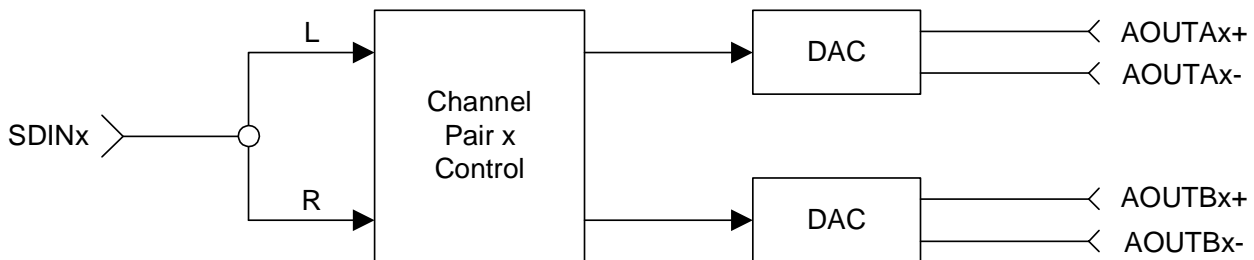 L
SDINx
R
Channel
Pair x
Control
DAC
AOUTAx+
AOUTAx-
DAC
AOUTBx+
AOUTBx-